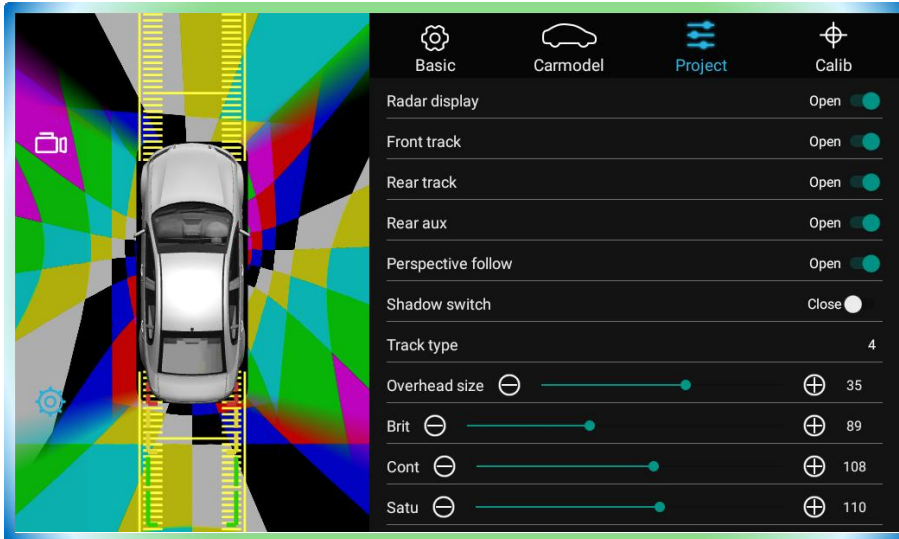 Basic Carmodel Project Calib
Radar display Open
Front track Open
Rear track Open
Rear aux Open
Perspective follow Open
Shadow switch Close
Track type 4
Overhead size 35
Brit 89
Cont 108
Satu 110